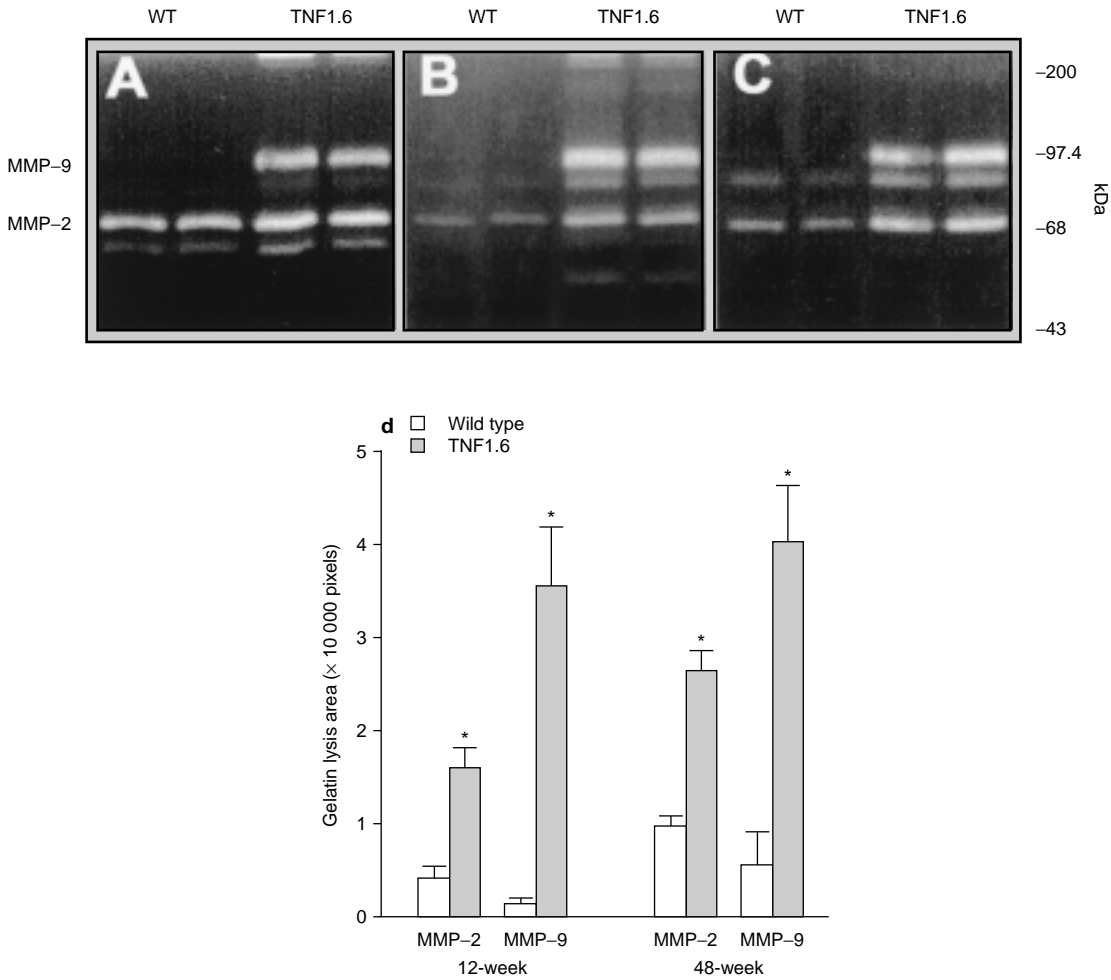 WT TNF1.6 WT TNF1.6 WT TNF1.6
A B C
–200
MMP–9
–97.4
MMP–2
–68
kDa
–43
d
Wild type
TNF1.6
Gelatin lysis area (× 10 000 pixels)
5
4
3
2
1
0
*
*
*
*
MMP–2 MMP–9 MMP–2 MMP–9
12-week 48-week